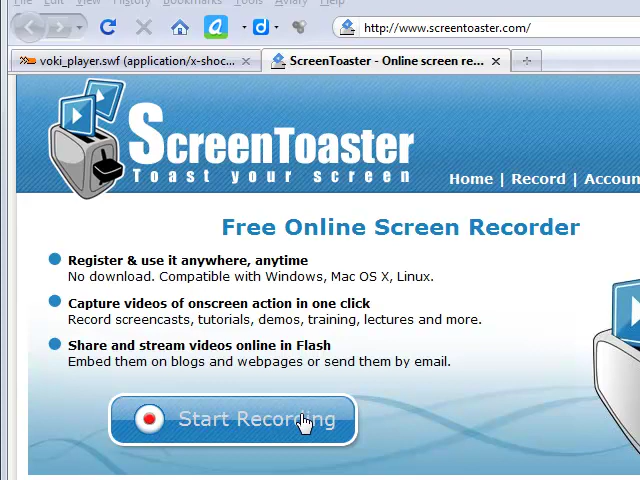 File Edit View History Bookmarks Tools Aviary Help
http://www.screentoaster.com/
voki_player.swf (application/x-shoc...
ScreenToaster - Online screen re...
ScreenToaster
Toast your screen
Home | Record | Accoun
Free Online Screen Recorder
Register & use it anywhere, anytime
No download. Compatible with Windows, Mac OS X, Linux.
Capture videos of onscreen action in one click
Record screencasts, tutorials, demos, training, lectures and more.
Share and stream videos online in Flash
Embed them on blogs and webpages or send them by email.
Start Recording